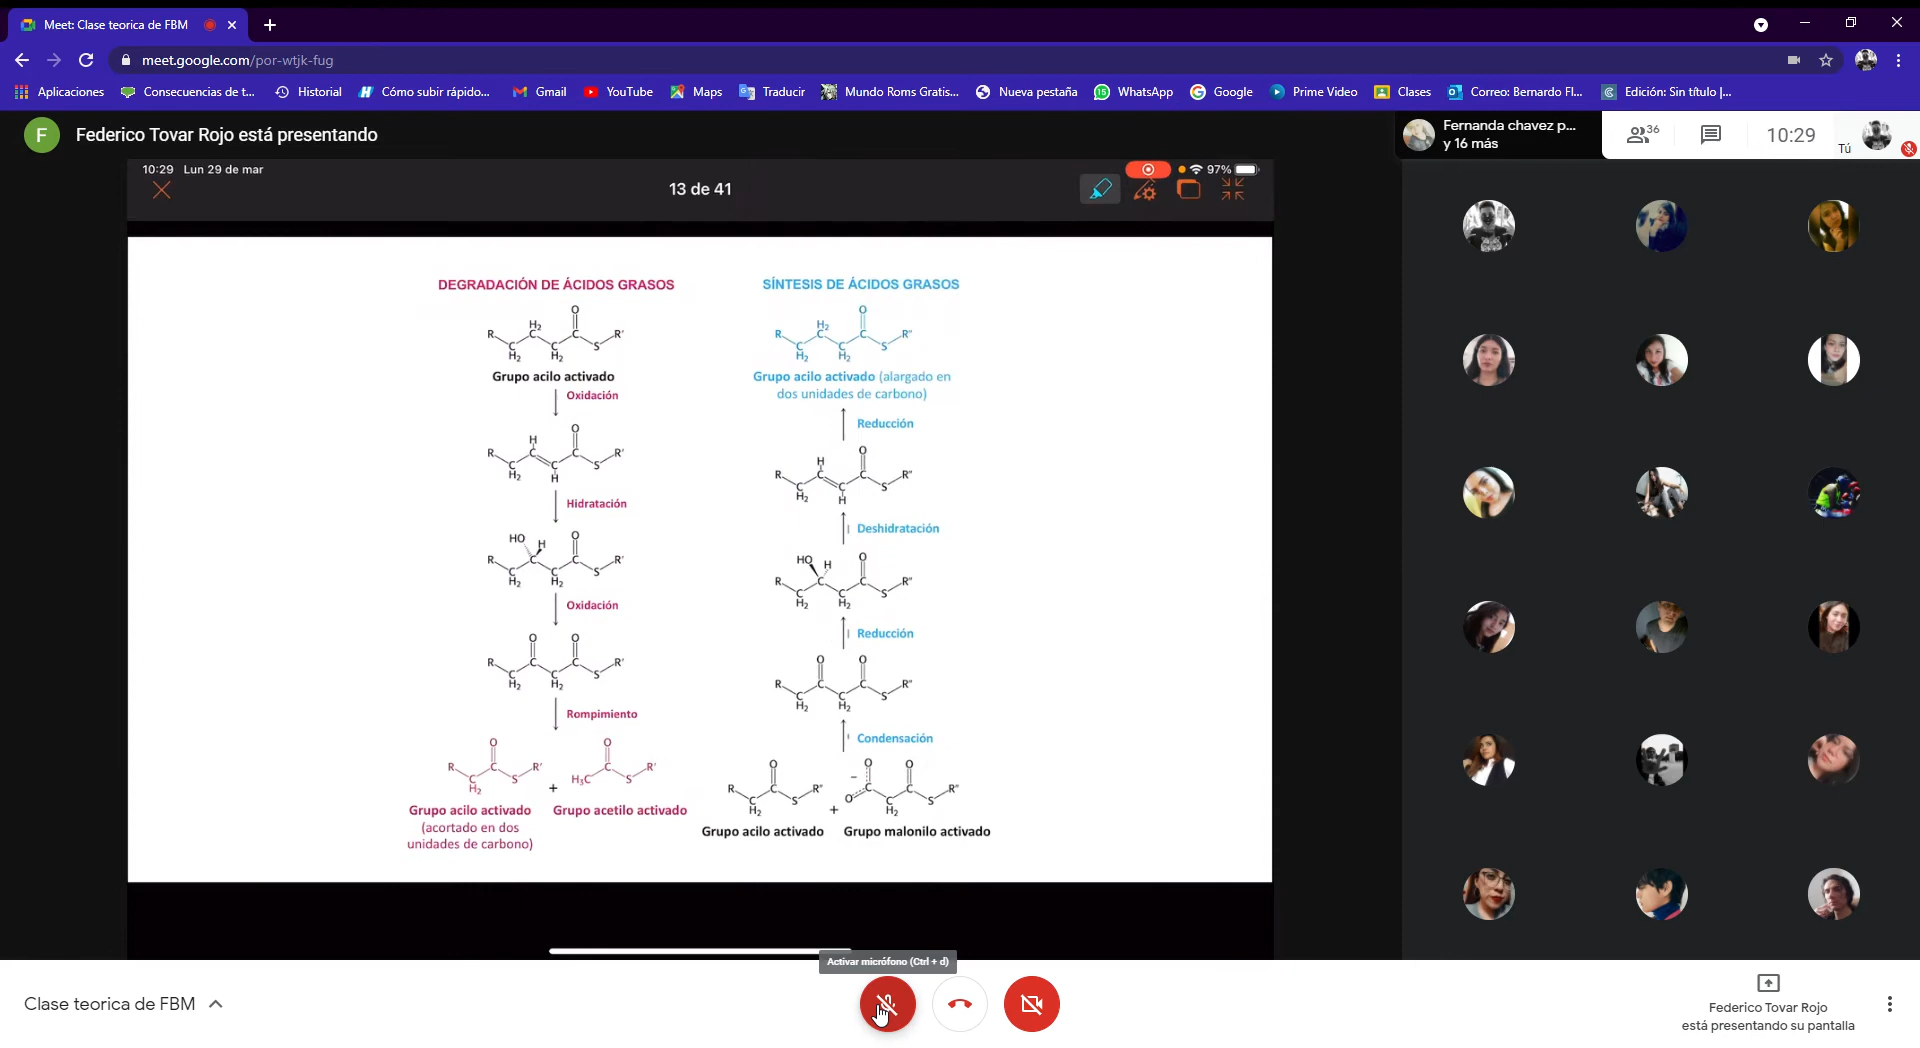 Meet: Clase teorica de FBM
meet.google.com/por-wtjk-fug
Aplicaciones Consecuencias de t... Historial Cómo subir rápido... Gmail YouTube Maps Traducir Mundo Roms Gratis... Nueva pestaña WhatsApp Google Prime Video Clases Correo: Bernardo Fl... Edición: Sin título |...
F Federico Tovar Rojo está presentando
Fernanda chavez p...
y 16 más
36
10:29
Tú
10:29 Lun 29 de mar
97%
13 de 41
DEGRADACIÓN DE ÁCIDOS GRASOS
Grupo acilo activado
Oxidación
Hidratación
Oxidación
Rompimiento
Grupo acilo activado
(acortado en dos
unidades de carbono)
+
Grupo acetilo activado
SÍNTESIS DE ÁCIDOS GRASOS
Grupo acilo activado (alargado en
dos unidades de carbono)
Reducción
Deshidratación
Reducción
Condensación
Grupo acilo activado
+
Grupo malonilo activado
Activar micrófono (Ctrl + d)
Clase teorica de FBM
Federico Tovar Rojo
está presentando su pantalla